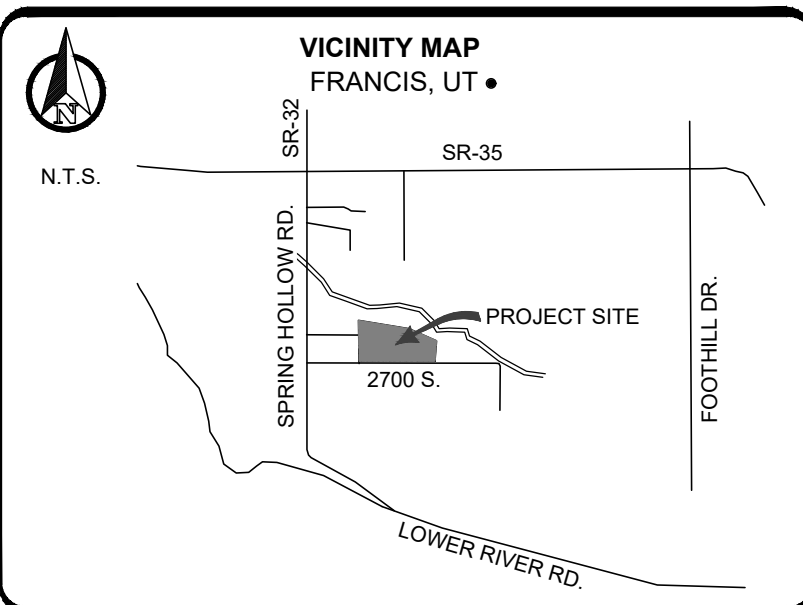 VICINITY MAP
FRANCIS, UT
N
N.T.S.
SR-32
SR-35
SPRING HOLLOW RD.
PROJECT SITE
2700 S.
FOOTHILL DR.
LOWER RIVER RD.